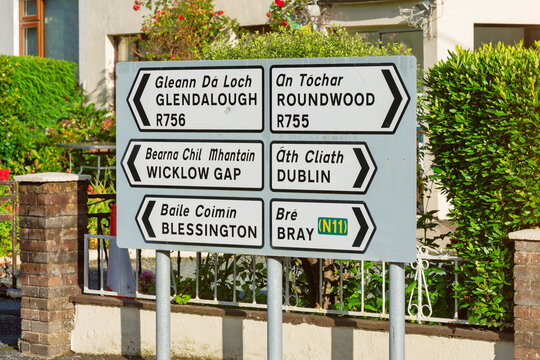 Gleann Dá Loch
GLENDALOUGH
R756
An Tóchar
ROUNDWOOD
R755
Bearna Chil Mhantain
WICKLOW GAP
Áth Cliath
DUBLIN
Baile Coimín
BLESSINGTON
Bré
BRAY (N11)